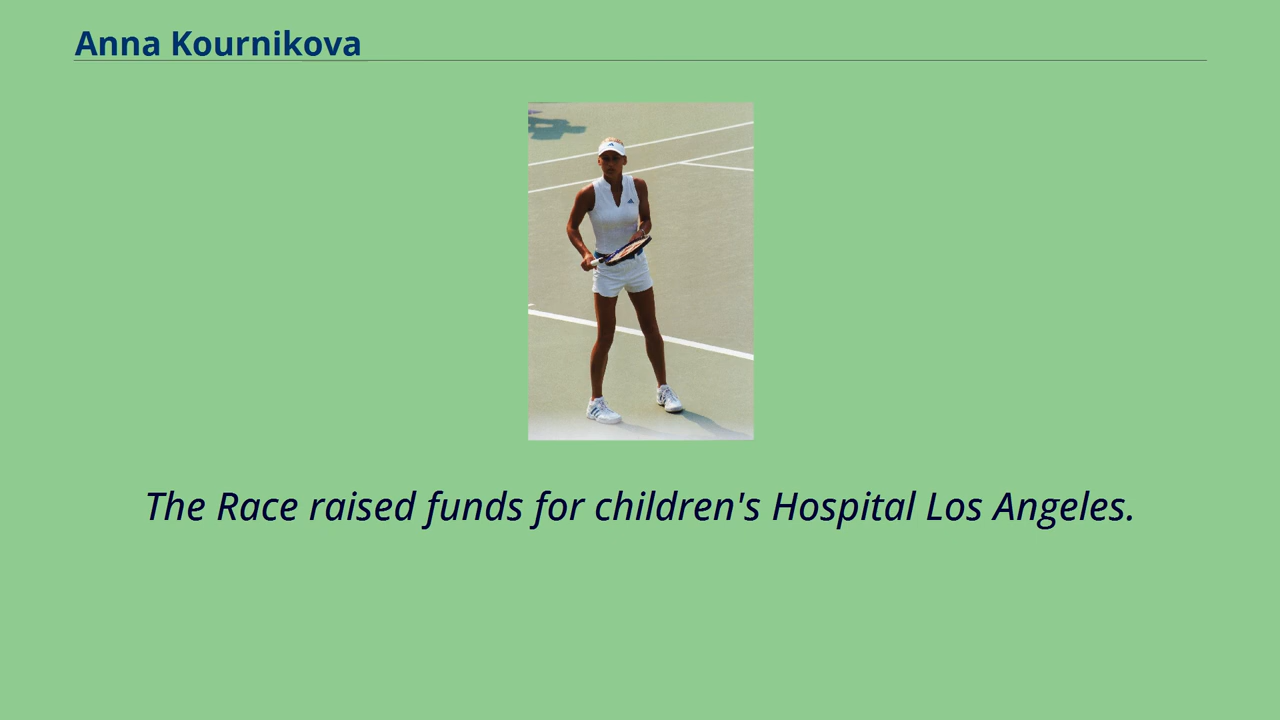 Anna Kournikova
The Race raised funds for children's Hospital Los Angeles.